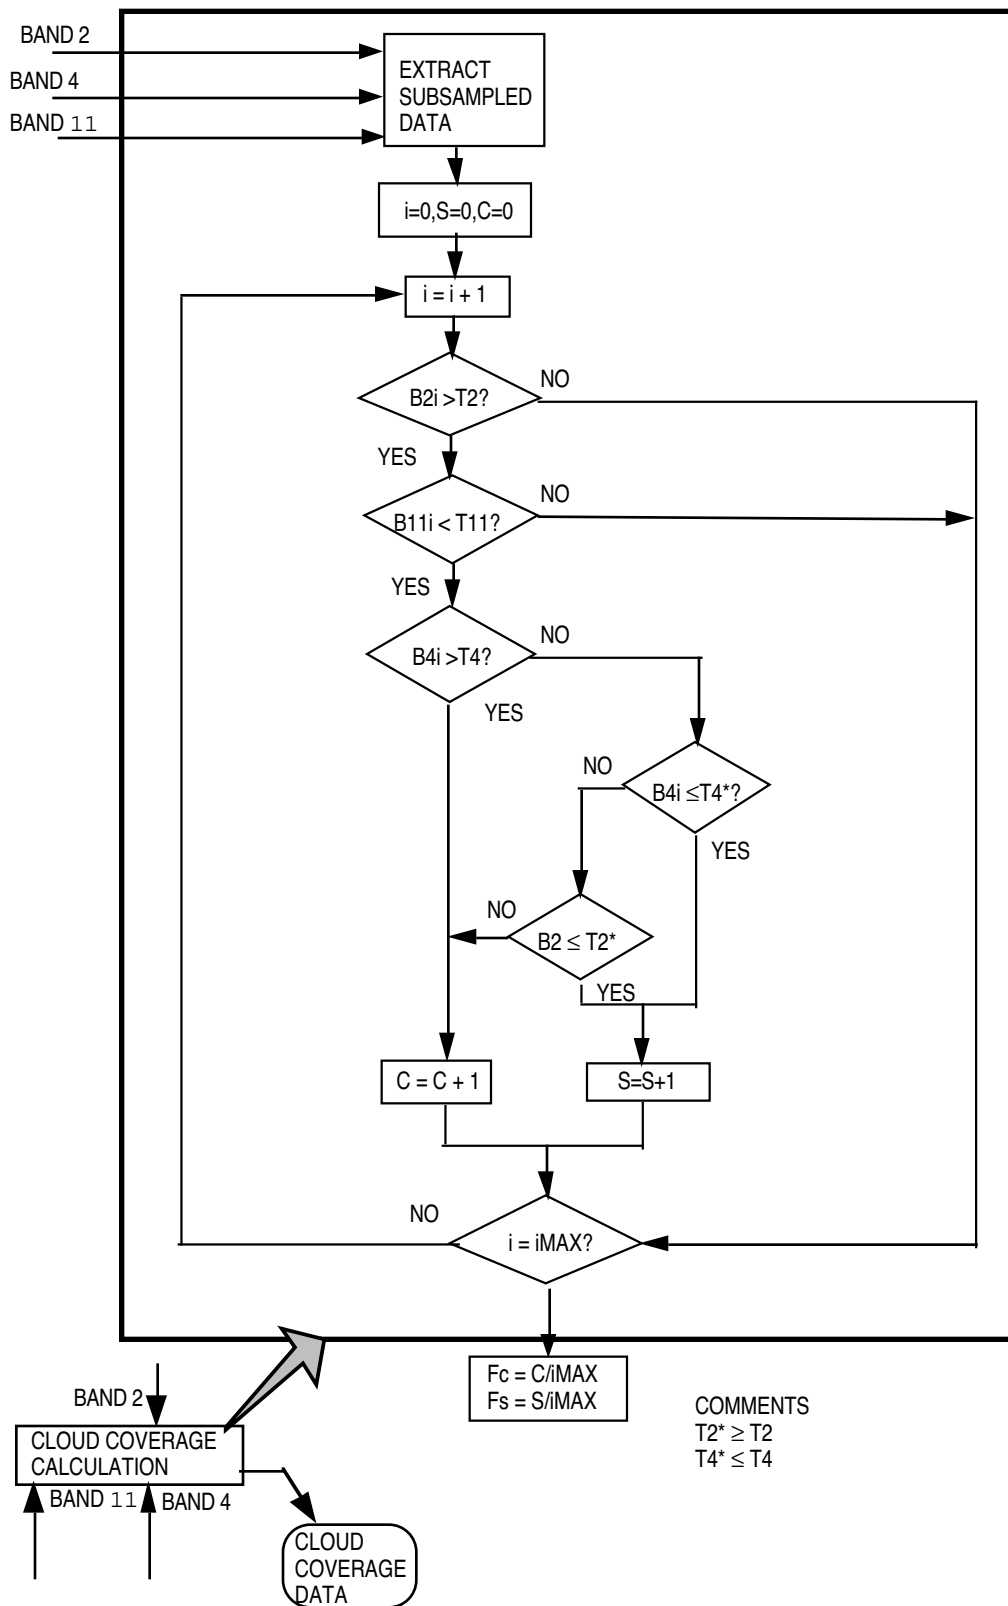 BAND 2
BAND 4
BAND 11
EXTRACT
SUBSAMPLED
DATA
i=0,S=0,C=0
i = i + 1
B2i >T2?
NO
YES
B11i < T11?
NO
YES
B4i >T4?
NO
YES
B4i ≤T4*?
NO
YES
B2 ≤ T2*
NO
YES
C = C + 1
S=S+1
NO
i = iMAX?
Fc = C/iMAX
Fs = S/iMAX
COMMENTS
T2* ≥ T2
T4* ≤ T4
BAND 2
CLOUD COVERAGE
CALCULATION
BAND 11
BAND 4
CLOUD
COVERAGE
DATA